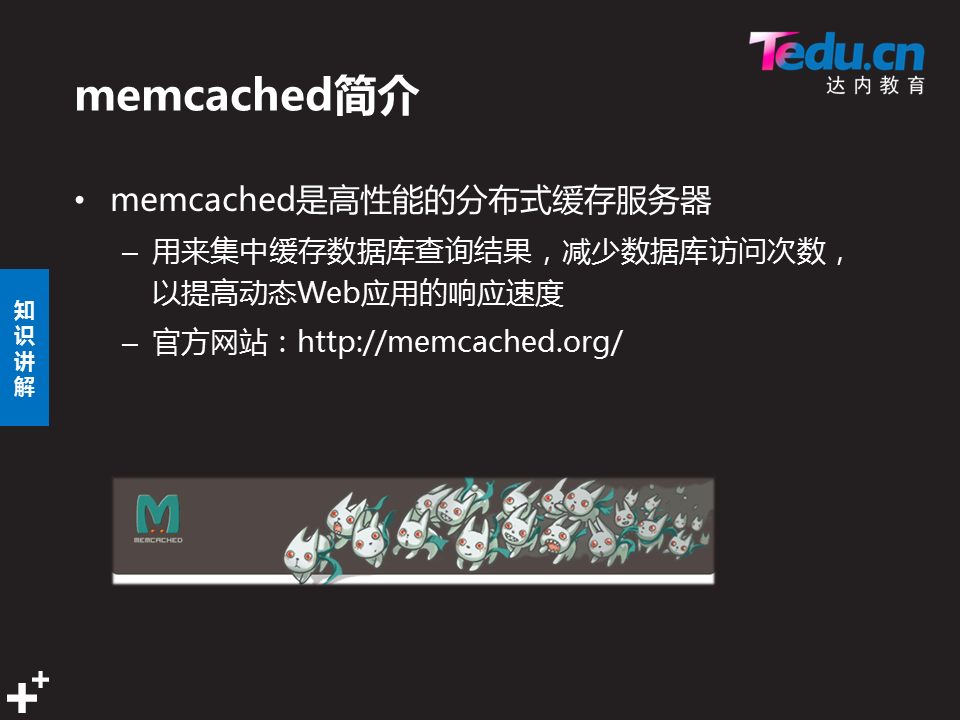 Tedu.cn
达内教育
memcached简介
• memcached是高性能的分布式缓存服务器
– 用来集中缓存数据库查询结果，减少数据库访问次数，
以提高动态Web应用的响应速度
– 官方网站：http://memcached.org/
知识讲解
M
MEMCACHED